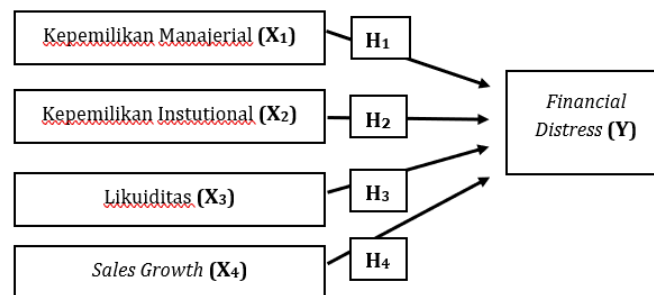 Kepemilikan Manajerial (X1)
H1
Kepemilikan Instutional (X2)
H2
Financial
Distress (Y)
Likuiditas (X3)
H3
Sales Growth (X4)
H4